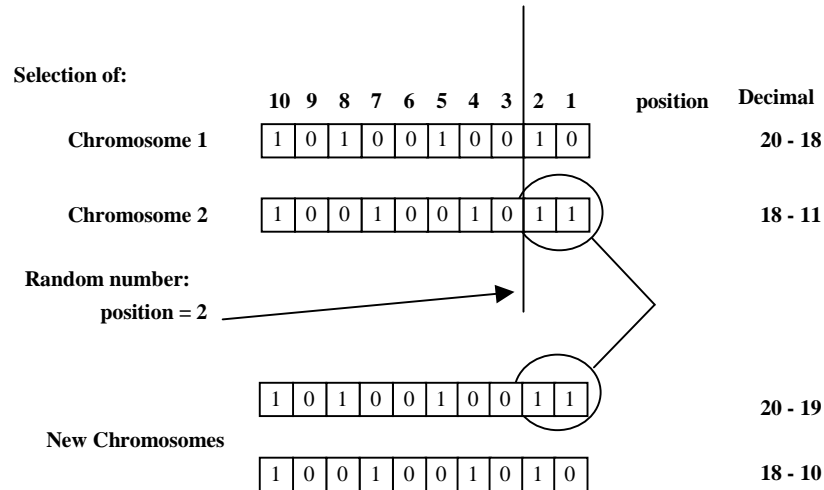 Selection of:
10 9 8 7 6 5 4 3 2 1 position Decimal
Chromosome 1 1 0 1 0 0 1 0 0 1 0 20 - 18
Chromosome 2 1 0 0 1 0 0 1 0 1 1 18 - 11
Random number:
position = 2
1 0 1 0 0 1 0 0 1 1 20 - 19
New Chromosomes
1 0 0 1 0 0 1 0 1 0 18 - 10